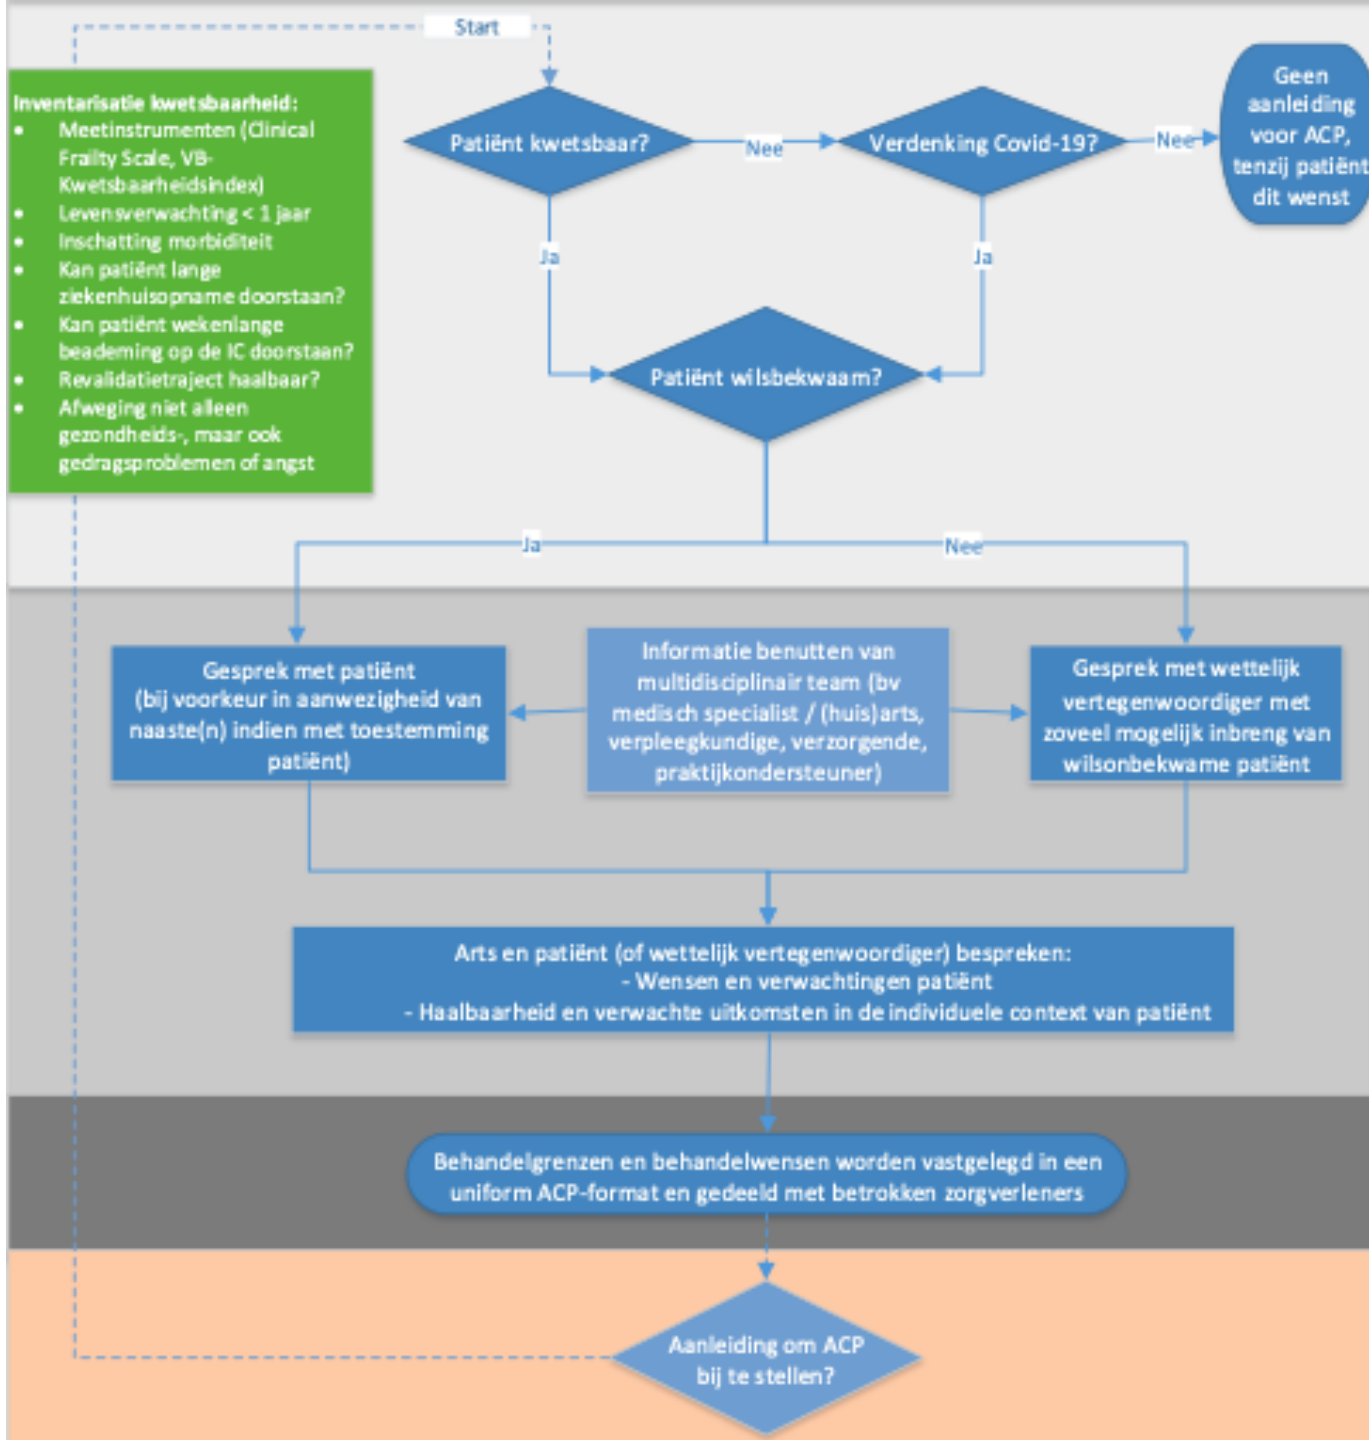 Start
Inventarisatie kwetsbaarheid:
• Meetinstrumenten (Clinical
Frailty Scale, VB-
Kwetsbaarheidsindex)
• Levensverwachting < 1 jaar
• Inschatting morbiditeit
• Kan patiënt lange
ziekenhuisopname doorstaan?
• Kan patiënt wekenlange
beademing op de IC doorstaan?
• Revalidatietraject haalbaar?
• Afweging niet alleen
gezondheids-, maar ook
gedragsproblemen of angst
Patiënt kwetsbaar?
Nee
Verdenking Covid-19?
Nee
Geen
aanleiding
voor ACP,
tenzij patiënt
dit wenst
Ja
Ja
Patiënt wilsbekwaam?
Ja
Nee
Gesprek met patiënt
(bij voorkeur in aanwezigheid van
naaste(n) indien met toestemming
patiënt)
Informatie benutten van
multidisciplinair team (bv
medisch specialist / (huis)arts,
verpleegkundige, verzorgende,
praktijkondersteuner)
Gesprek met wettelijk
vertegenwoordiger met
zoveel mogelijk inbreng van
wilsonbekwame patiënt
Arts en patiënt (of wettelijk vertegenwoordiger) bespreken:
- Wensen en verwachtingen patiënt
- Haalbaarheid en verwachte uitkomsten in de individuele context van patiënt
Behandelgrenzen en behandelwensen worden vastgelegd in een
uniform ACP-format en gedeeld met betrokken zorgverleners
Aanleiding om ACP
bij te stellen?